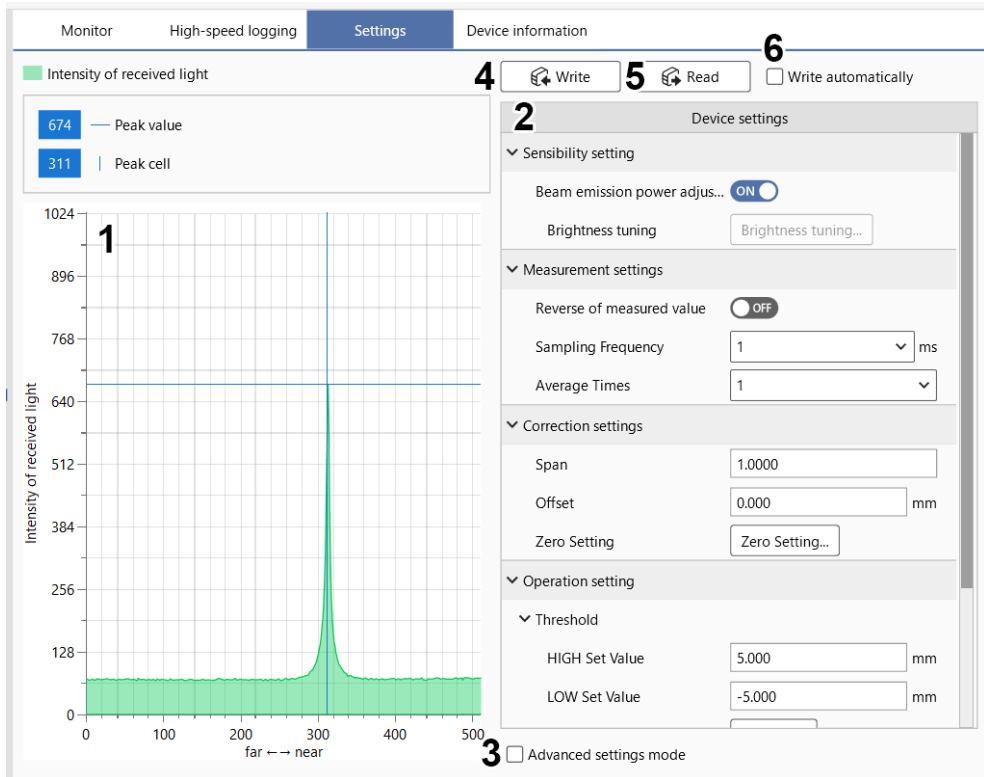 Monitor
High-speed logging
Settings
Device information
Intensity of received light
4
Write
5
Read
6
Write automatically
674
Peak value
311
Peak cell
2
Device settings
Sensibility setting
Beam emission power adjus...
ON
Brightness tuning
Brightness tuning...
Measurement settings
Reverse of measured value
OFF
Sampling Frequency
1
ms
Average Times
1
Correction settings
Span
1.0000
Offset
0.000
mm
Zero Setting
Zero Setting...
Operation setting
Threshold
HIGH Set Value
5.000
mm
LOW Set Value
-5.000
mm
3
Advanced settings mode
1
Intensity of received light
1024
896
768
640
512
384
256
128
0
0
100
200
300
400
500
far ←→ near